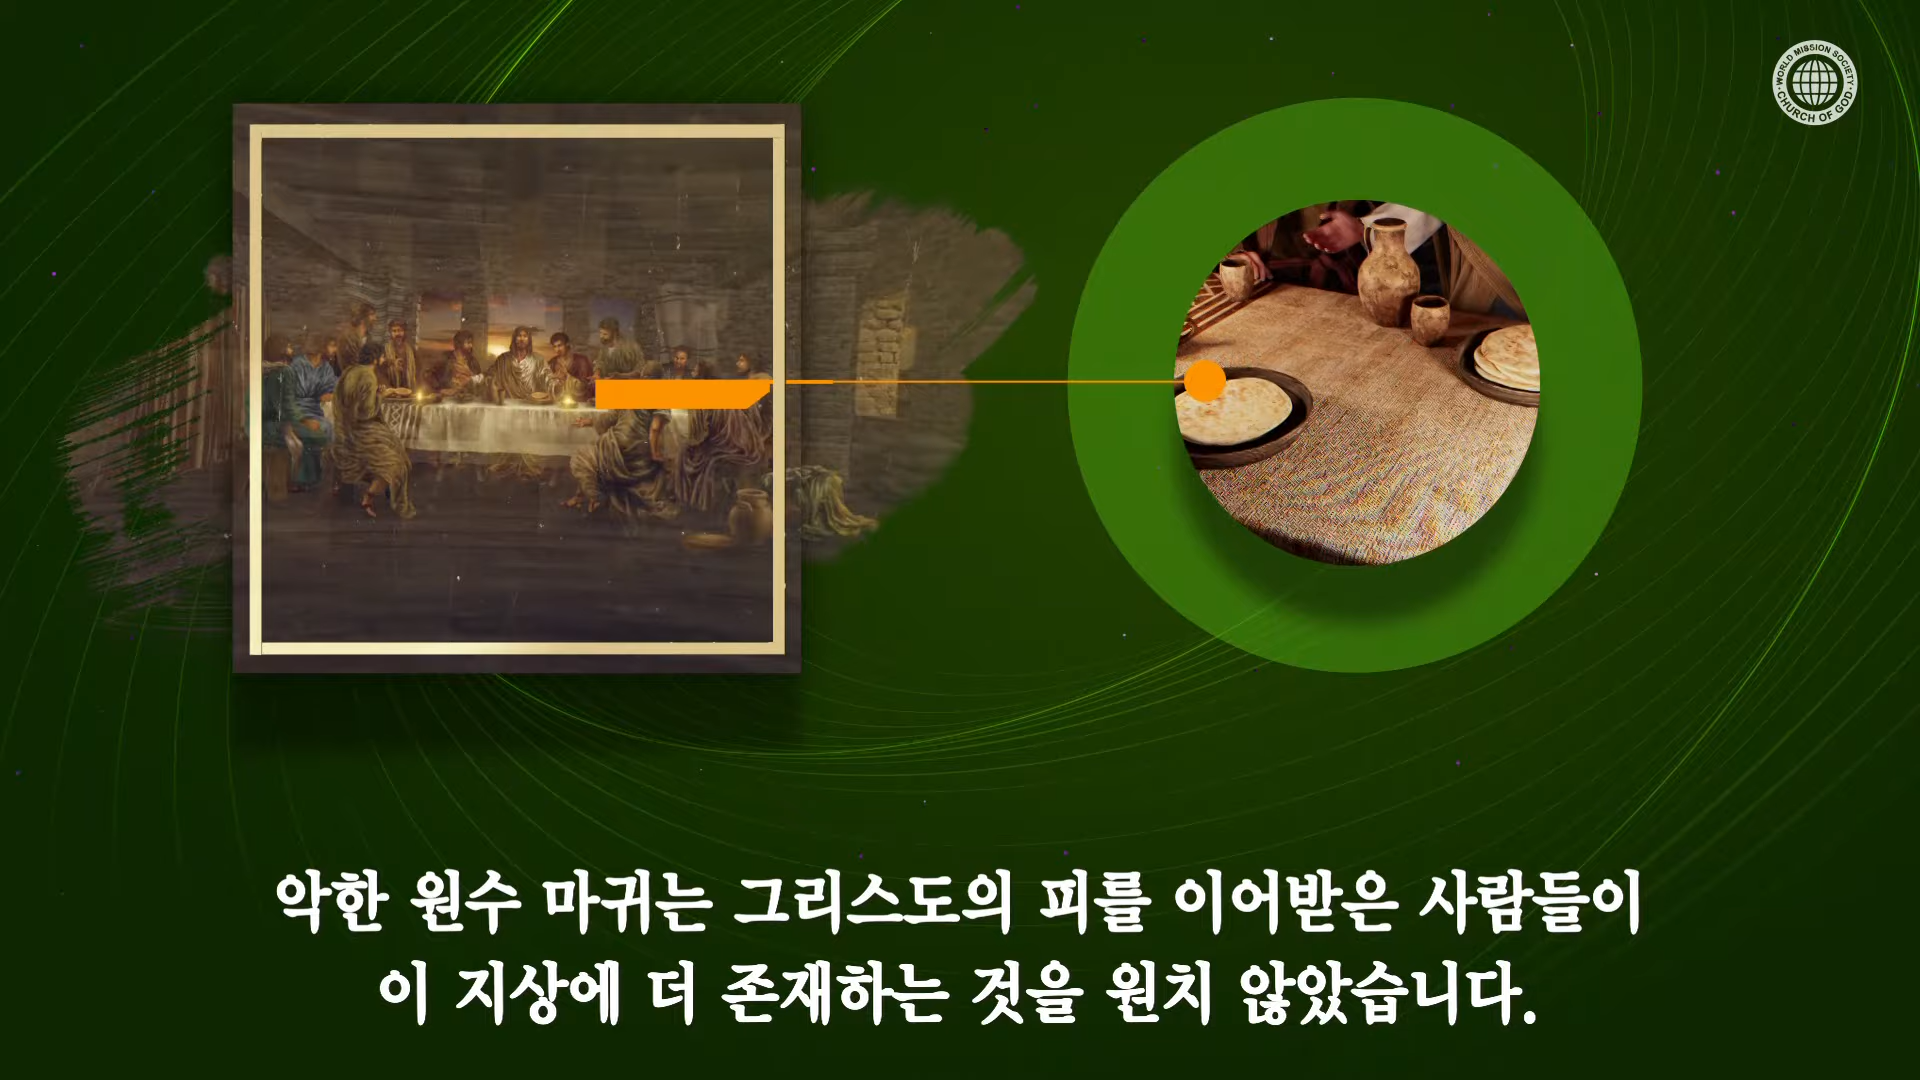 WORLD MISSION SOCIETY
CHURCH OF GOD
악한 원수 마귀는 그리스도의 피를 이어받은 사람들이
이 지상에 더 존재하는 것을 원치 않았습니다.